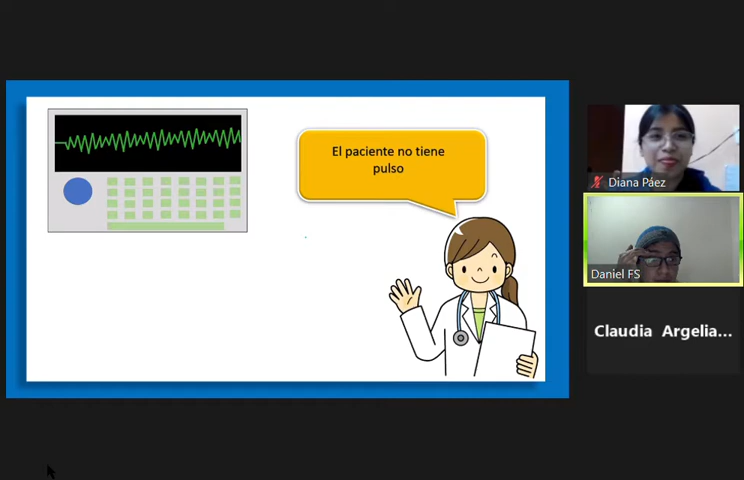 El paciente no tiene
pulso
Diana Páez
Daniel FS
Claudia Argelia...